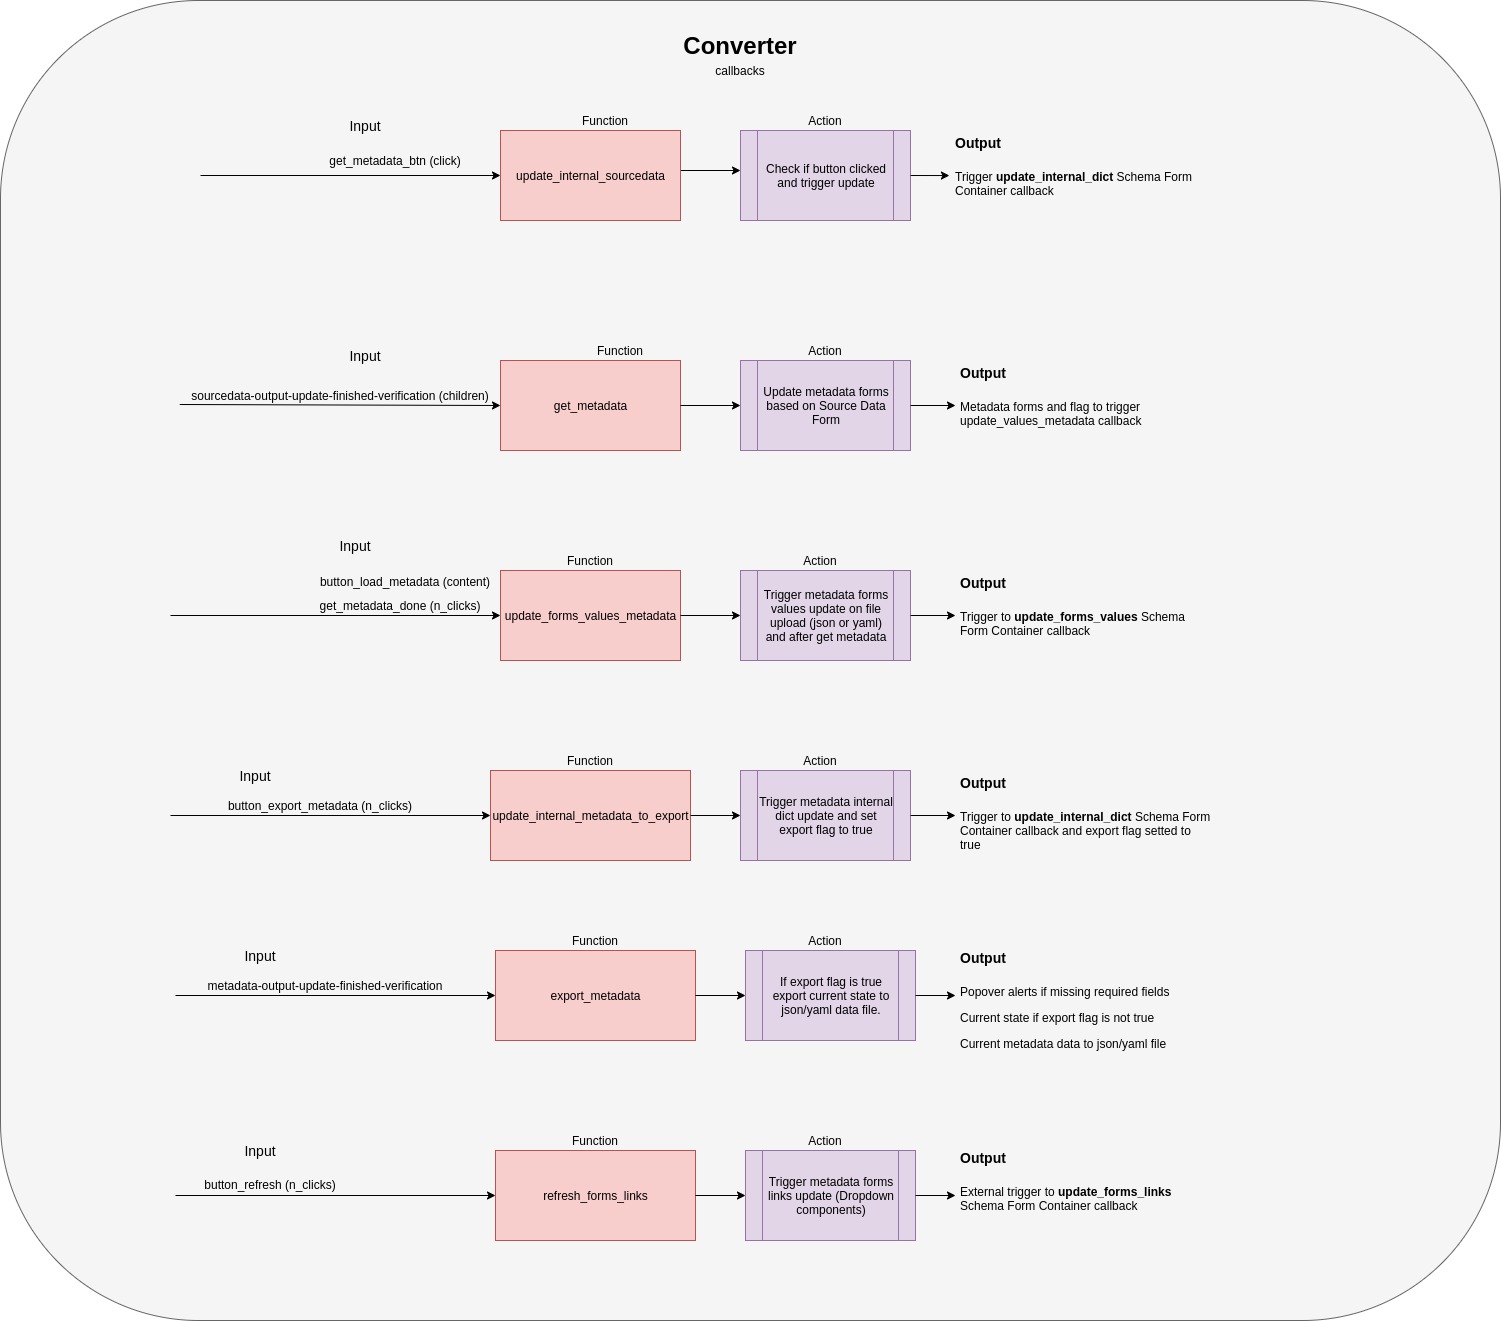 Converter
callbacks
Input
get_metadata_btn (click)
Function
update_internal_sourcedata
Action
Check if button clicked
and trigger update
Output
Trigger update_internal_dict Schema Form
Container callback
Input
sourcedata-output-update-finished-verification (children)
Function
get_metadata
Action
Update metadata forms
based on Source Data
Form
Output
Metadata forms and flag to trigger
update_values_metadata callback
Input
button_load_metadata (content)
get_metadata_done (n_clicks)
Function
update_forms_values_metadata
Action
Trigger metadata forms
values update on file
upload (json or yaml)
and after get metadata
Output
Trigger to update_forms_values Schema
Form Container callback
Input
button_export_metadata (n_clicks)
Function
update_internal_metadata_to_export
Action
Trigger metadata internal
dict update and set
export flag to true
Output
Trigger to update_internal_dict Schema Form
Container callback and export flag setted to
true
Input
metadata-output-update-finished-verification
Function
export_metadata
Action
If export flag is true
export current state to
json/yaml data file.
Output
Popover alerts if missing required fields
Current state if export flag is not true
Current metadata data to json/yaml file
Input
button_refresh (n_clicks)
Function
refresh_forms_links
Action
Trigger metadata forms
links update (Dropdown
components)
Output
External trigger to update_forms_links
Schema Form Container callback